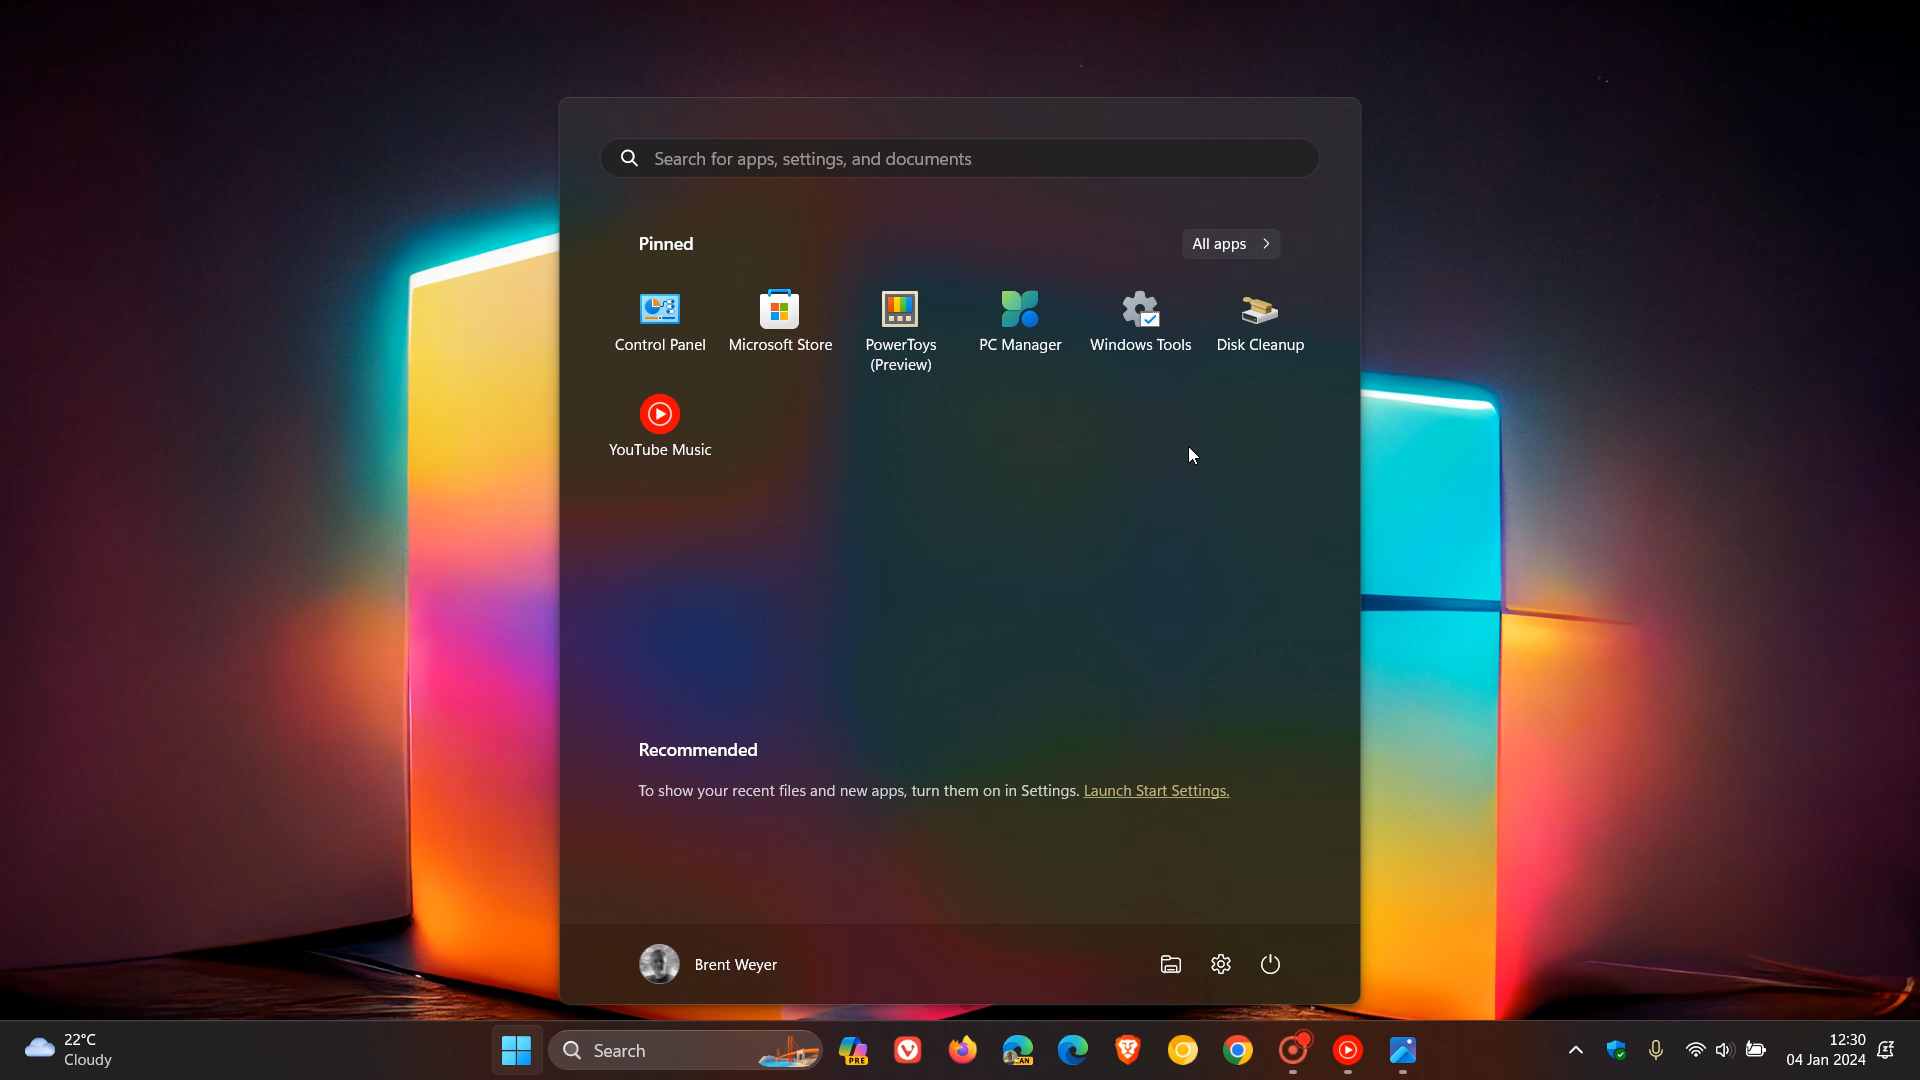 Search for apps, settings, and documents
Pinned
All apps
Control Panel
Microsoft Store
PowerToys
(Preview)
PC Manager
Windows Tools
Disk Cleanup
YouTube Music
Recommended
To show your recent files and new apps, turn them on in Settings. Launch Start Settings.
Brent Weyer
22°C
Cloudy
Search
PRE
CAN
12:30
04 Jan 2024